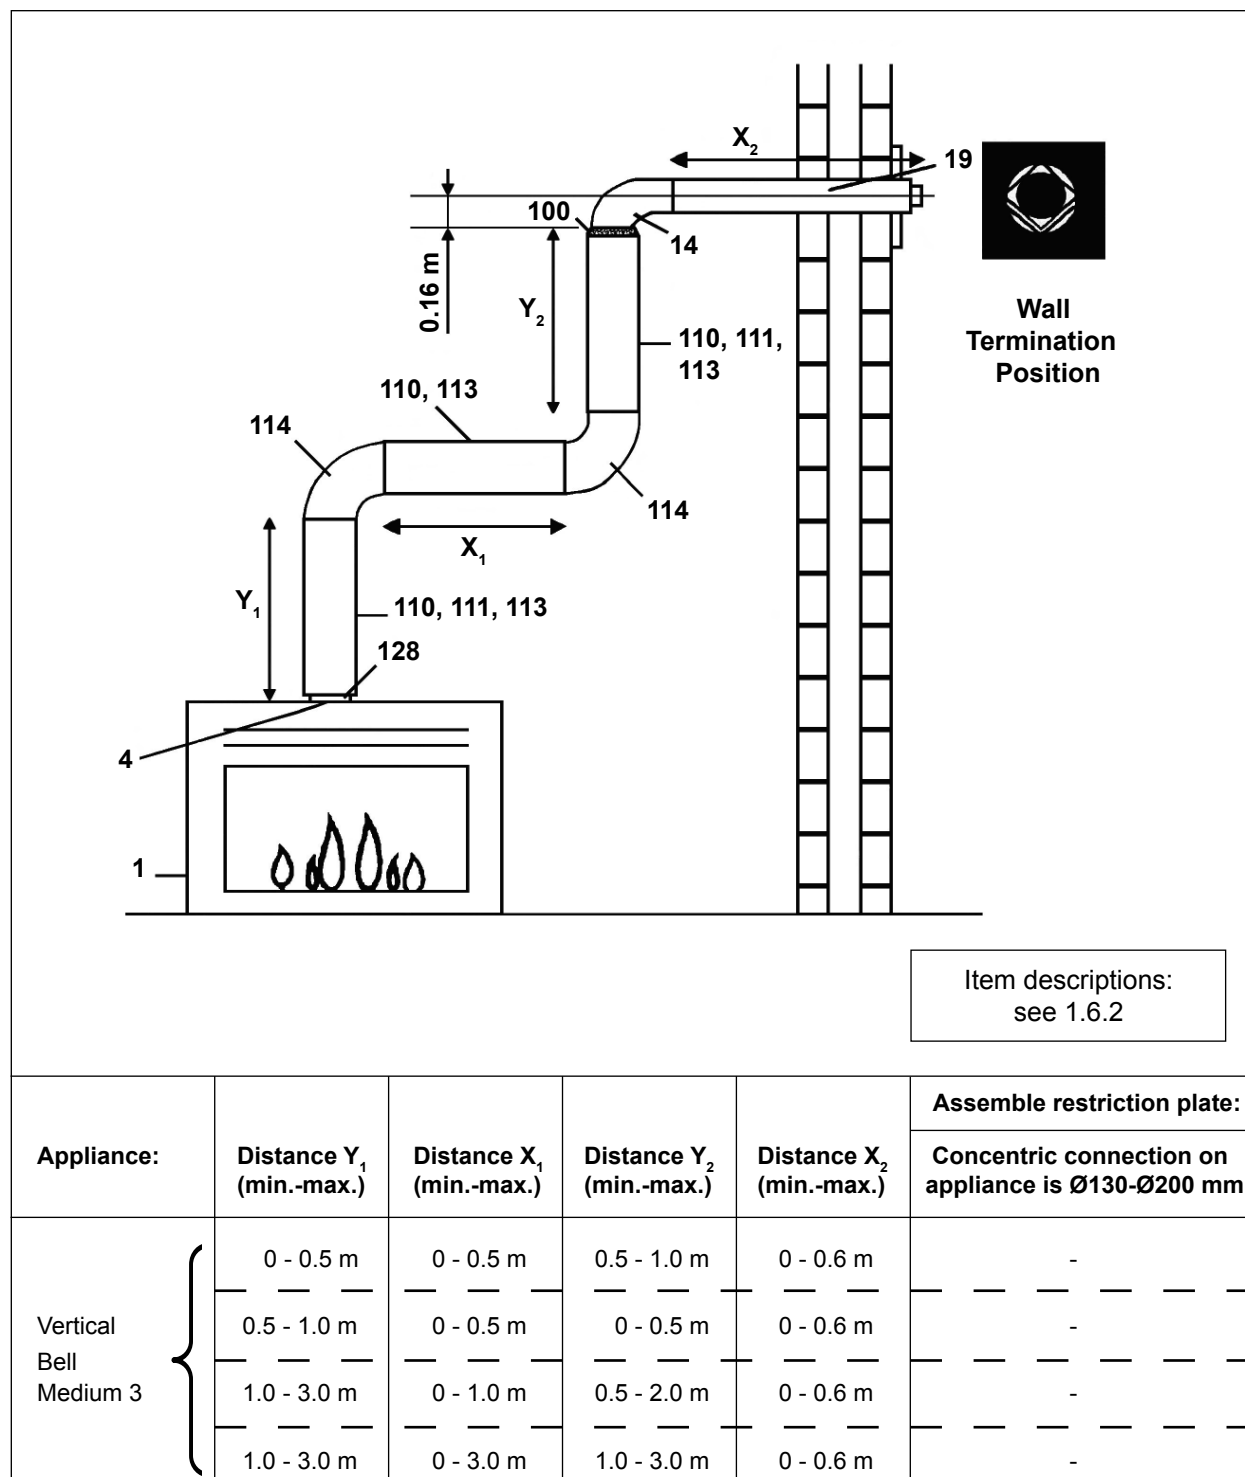 X2
19
100
14
0.16 m
Y2
Wall
Termination
Position
110, 111,
113
110, 113
114
114
X1
Y1
110, 111, 113
128
4
1
Item descriptions:
see 1.6.2
Appliance:
Distance Y1
(min.-max.)
Distance X1
(min.-max.)
Distance Y2
(min.-max.)
Distance X2
(min.-max.)
Assemble restriction plate:
Concentric connection on
appliance is Ø130-Ø200 mm
Vertical
Bell
Medium 3
0 - 0.5 m 0 - 0.5 m 0.5 - 1.0 m 0 - 0.6 m -
0.5 - 1.0 m 0 - 0.5 m 0 - 0.5 m 0 - 0.6 m -
1.0 - 3.0 m 0 - 1.0 m 0.5 - 2.0 m 0 - 0.6 m -
1.0 - 3.0 m 0 - 3.0 m 1.0 - 3.0 m 0 - 0.6 m -